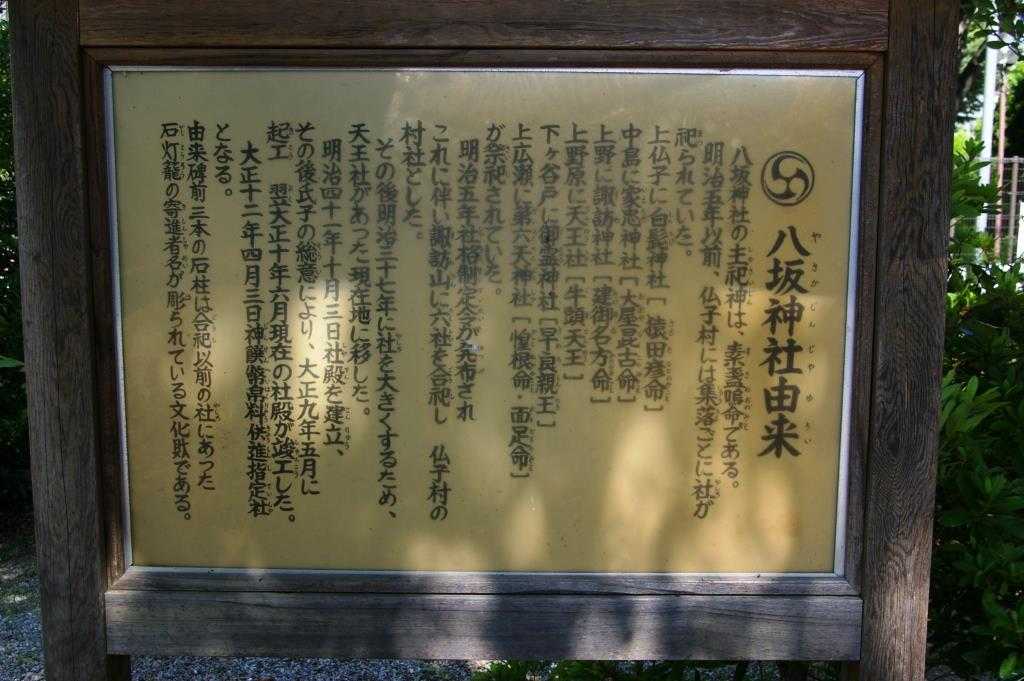 八坂神社由来
八坂神社の主祀神は、素盞嗚命である。
明治五年以前、仏子村には集落ごとに社が
祀られていた。
上仏子に白髭神社[猿田彦命]
中島に家忠神社[大尾長士命]
上野に諏訪神社[建御名方命]
上野原に天王社[牛頭天王]
下ヶ谷戸に御霊神社[早良親王]
上広瀬に第六天神社[惶根命・面足命]
が祭祀されていた。
明治五年社格制定令が発布され
これに伴い諏訪山に六社を合祀し 仏子村の
村社とした。
その後明治三十七年に社を大きくするため、
天王社があった現在地に移した。
明治四十一年十月三日社殿を建立、
その後氏子の総意により、大正九年五月に
起工 翌大正十年六月現在の社殿が竣工した。
大正十二年四月三日神饌幣帛料供進指定社
となる。
由来碑前三本の石柱は合祀以前の社にあった
石灯籠の寄進者名が彫られている文化財である。